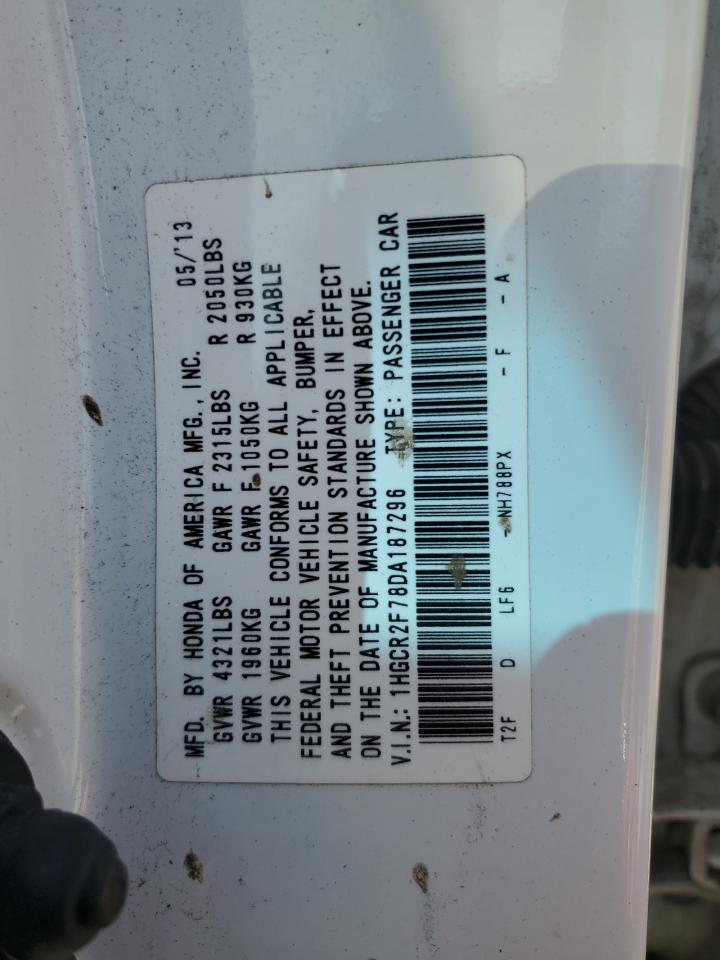 MFD. BY HONDA OF AMERICA MFG., INC. 05/'13
GVWR 4321LBS GAWR F 2315LBS R 2050LBS
GVWR 1960KG GAWR F 1050KG R 930KG
THIS VEHICLE CONFORMS TO ALL APPLICABLE
FEDERAL MOTOR VEHICLE SAFETY, BUMPER,
AND THEFT PREVENTION STANDARDS IN EFFECT
ON THE DATE OF MANUFACTURE SHOWN ABOVE.
V.I.N.: 1HGCR2F78DA187296 TYPE: PASSENGER CAR
T2F D LF6 - NH788PX - F - A